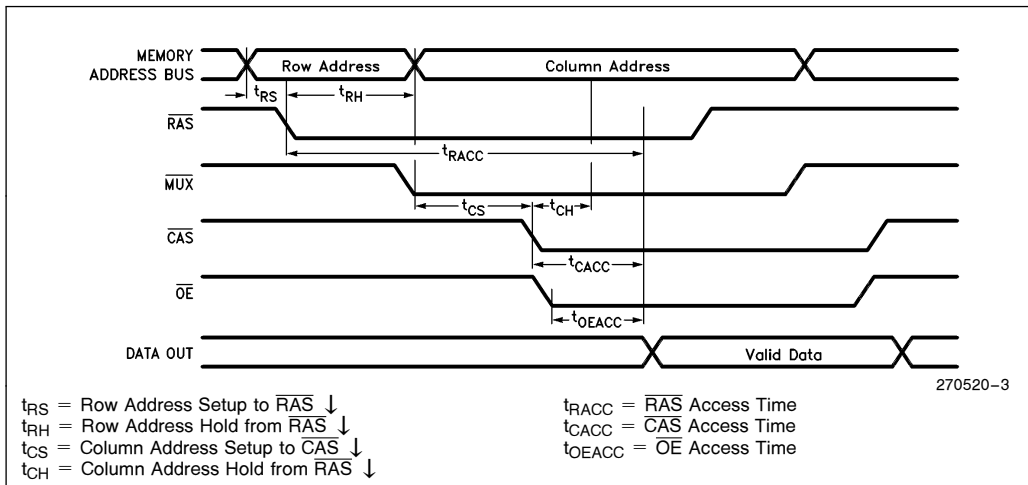 MEMORY
ADDRESS BUS
Row Address
Column Address
tRS
tRH
RAS
tRACC
MUX
tCS
tCH
CAS
tCACC
OE
tOEACC
DATA OUT
Valid Data
270520–3
tRS = Row Address Setup to RAS ↓
tRH = Row Address Hold from RAS ↓
tCS = Column Address Setup to CAS ↓
tCH = Column Address Hold from RAS ↓
tRACC = RAS Access Time
tCACC = CAS Access Time
tOEACC = OE Access Time